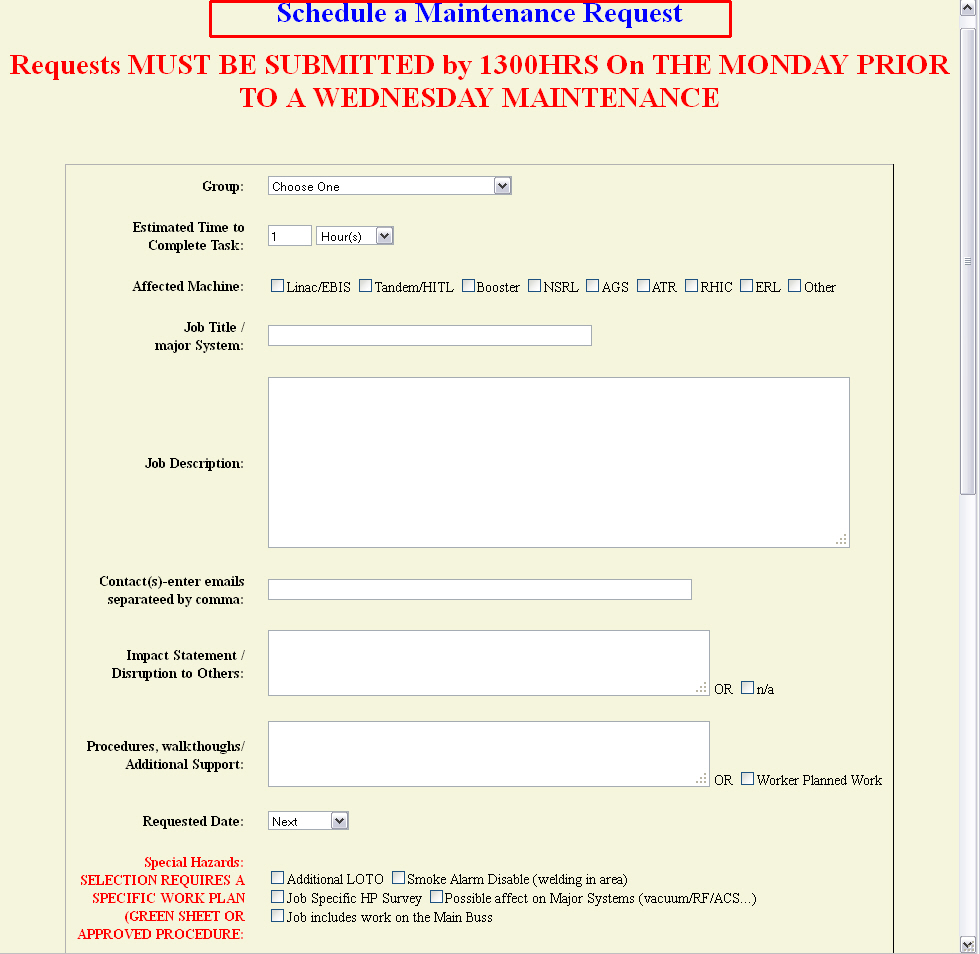 Schedule a Maintenance Request
Requests MUST BE SUBMITTED by 1300HRS On THE MONDAY PRIOR
TO A WEDNESDAY MAINTENANCE
Group: Choose One
Estimated Time to
Complete Task: 1 Hour(s)
Affected Machine: Linac/EBIS Tandem/HITL Booster NSRL AGS ATR RHIC ERL Other
Job Title /
major System:
Job Description:
Contact(s)-enter emails
separateed by comma:
Impact Statement /
Disruption to Others:
OR n/a
Procedures, walkthoughs/
Additional Support:
OR Worker Planned Work
Requested Date: Next
Special Hazards:
SELECTION REQUIRES A
SPECIFIC WORK PLAN
(GREEN SHEET OR
APPROVED PROCEDURE:
Additional LOTO Smoke Alarm Disable (welding in area)
Job Specific HP Survey Possible affect on Major Systems (vacuum/RF/ACS...)
Job includes work on the Main Buss